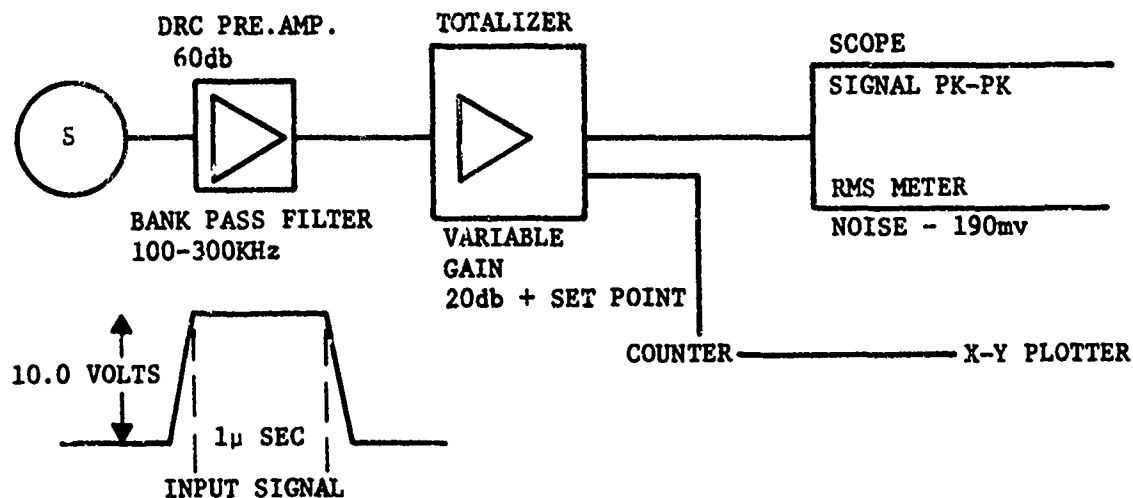 DRC PRE.AMP.
60db
TOTALIZER
SCOPE
SIGNAL PK-PK
S
RMS METER
NOISE - 190mv
BANK PASS FILTER
100-300KHz
VARIABLE
GAIN
20db + SET POINT
COUNTER
X-Y PLOTTER
10.0 VOLTS
1μ SEC
INPUT SIGNAL